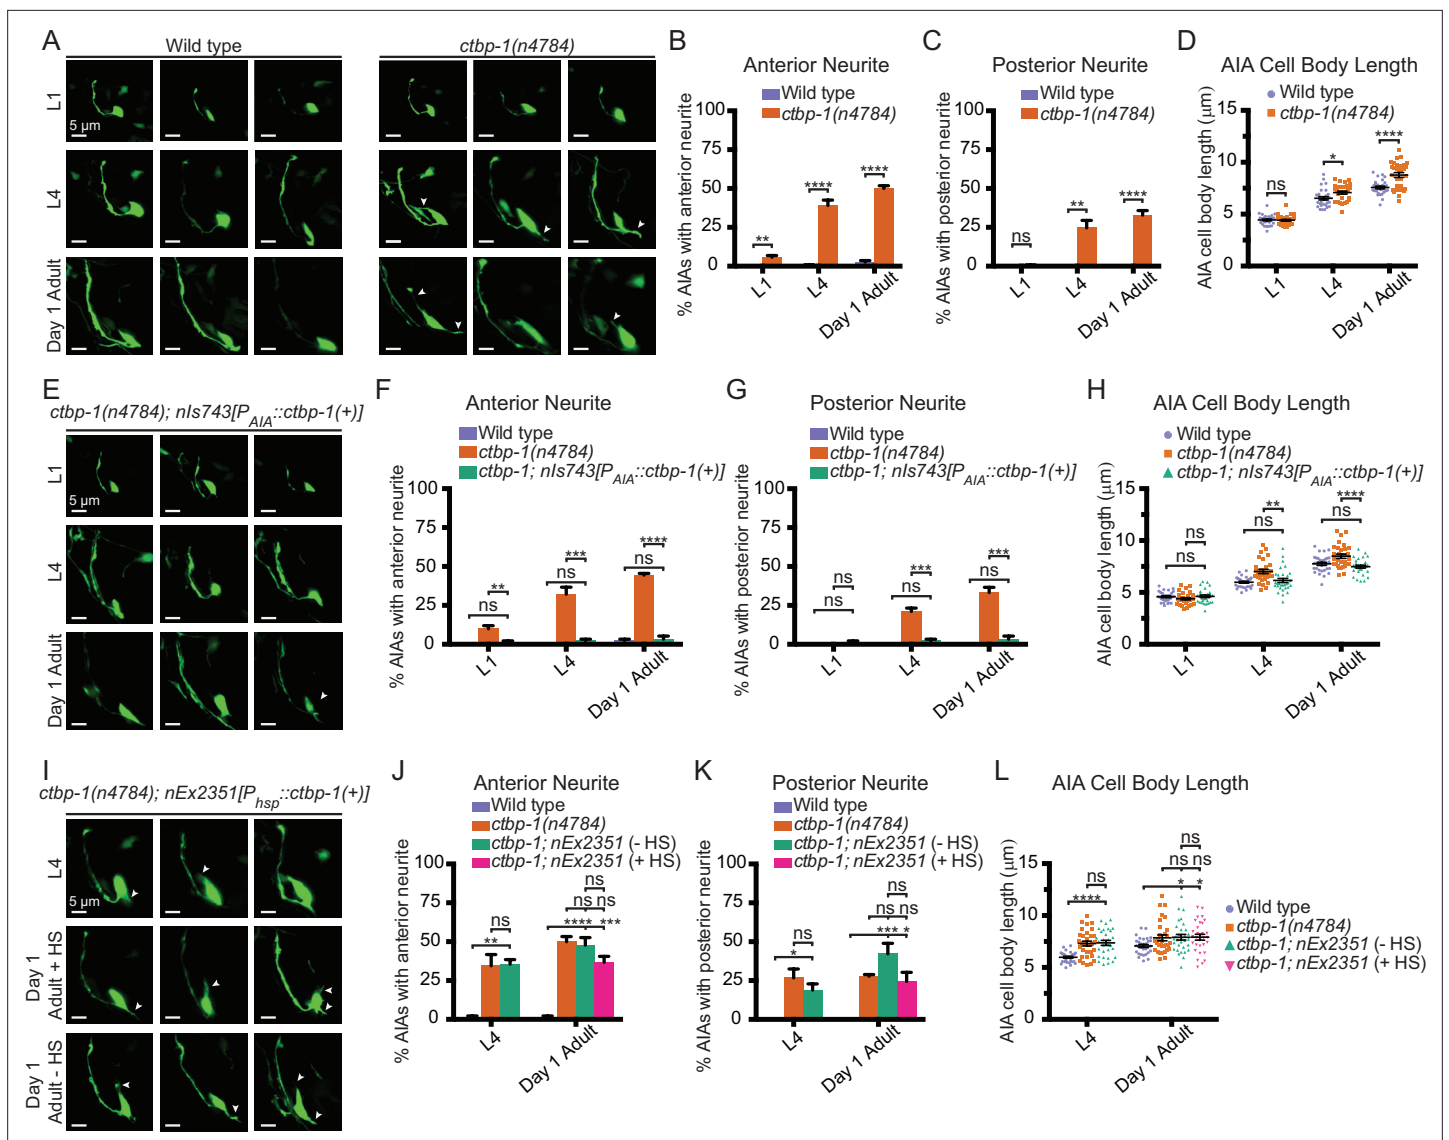 A
Wild type
ctbp-1(n4784)
L1
5 µm
L4
Day 1 Adult
B
Anterior Neurite
Wild type
ctbp-1(n4784)
% AIAs with anterior neurite
100
75
50
25
0
**
****
****
L1
L4
Day 1 Adult
C
Posterior Neurite
Wild type
ctbp-1(n4784)
% AIAs with posterior neurite
100
75
50
25
0
ns
**
****
L1
L4
Day 1 Adult
D
AIA Cell Body Length
Wild type
ctbp-1(n4784)
AIA cell body length (µm)
15
10
5
0
ns
*
****
L1
L4
Day 1 Adult
E
ctbp-1(n4784); nIs743[PAIA::ctbp-1(+)]
L1
5 µm
L4
Day 1 Adult
F
Anterior Neurite
Wild type
ctbp-1(n4784)
ctbp-1; nIs743[PAIA::ctbp-1(+)]
% AIAs with anterior neurite
100
75
50
25
0
**
ns
***
ns
****
ns
L1
L4
Day 1 Adult
G
Posterior Neurite
Wild type
ctbp-1(n4784)
ctbp-1; nIs743[PAIA::ctbp-1(+)]
% AIAs with posterior neurite
100
75
50
25
0
ns
ns
***
ns
***
ns
L1
L4
Day 1 Adult
H
AIA Cell Body Length
Wild type
ctbp-1(n4784)
ctbp-1; nIs743[PAIA::ctbp-1(+)]
AIA cell body length (µm)
15
10
5
0
ns
ns
**
ns
****
ns
L1
L4
Day 1 Adult
I
ctbp-1(n4784); nEx2351[Phsp::ctbp-1(+)]
L4
5 µm
Day 1
Adult + HS
Day 1
Adult - HS
J
Anterior Neurite
Wild type
ctbp-1(n4784)
ctbp-1; nEx2351 (- HS)
ctbp-1; nEx2351 (+ HS)
% AIAs with anterior neurite
100
75
50
25
0
ns
**
ns
ns ns
**** ***
L4
Day 1 Adult
K
Posterior Neurite
Wild type
ctbp-1(n4784)
ctbp-1; nEx2351 (- HS)
ctbp-1; nEx2351 (+ HS)
% AIAs with posterior neurite
100
75
50
25
0
ns
*
ns
ns ns
*** *
L4
Day 1 Adult
L
AIA Cell Body Length
AIA cell body length (µm)
15
10
5
0
ns
****
ns
ns ns
* *
L4
Day 1 Adult
Wild type
ctbp-1(n4784)
ctbp-1; nEx2351 (- HS)
ctbp-1; nEx2351 (+ HS)